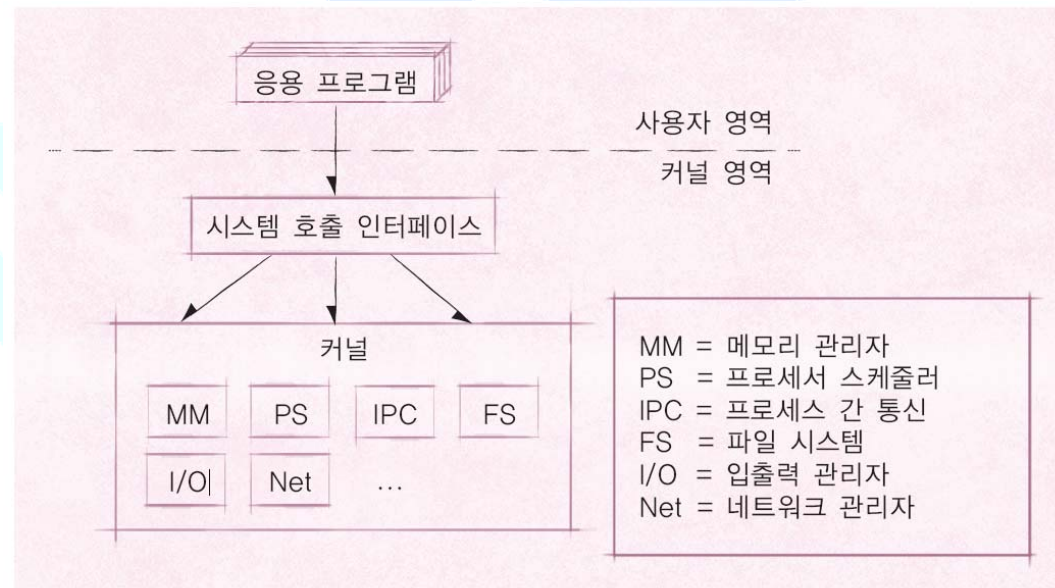 응용 프로그램
사용자 영역
커널 영역
시스템 호출 인터페이스
커널
MM PS IPC FS
I/O Net ...
MM = 메모리 관리자
PS = 프로세서 스케줄러
IPC = 프로세스 간 통신
FS = 파일 시스템
I/O = 입출력 관리자
Net = 네트워크 관리자